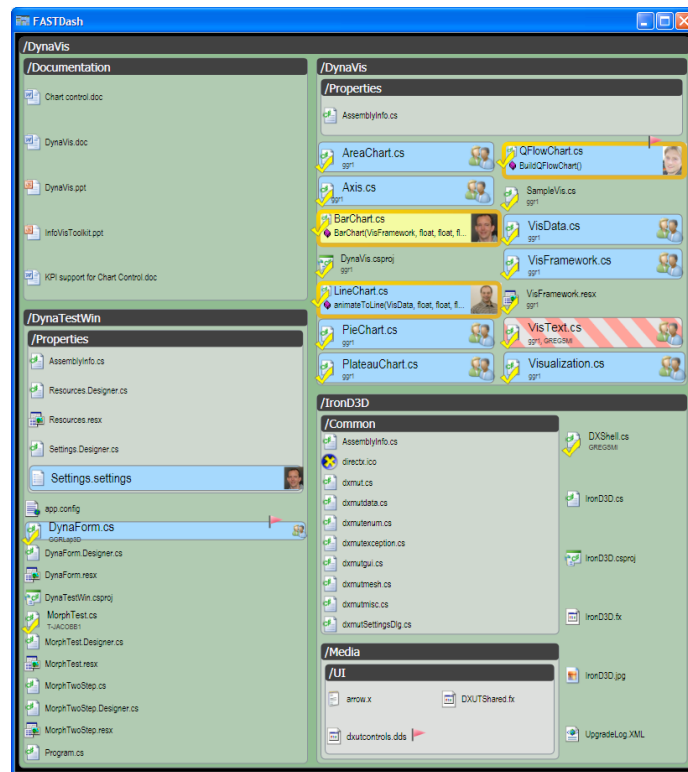 FASTDash
/DynaVis
/Documentation
Chart control.doc
DynaVis.doc
DynaVis.ppt
InfoVisToolkit.ppt
KPI support for Chart Control.doc
/DynaTestWin
/Properties
AssemblyInfo.cs
Resources.Designer.cs
Resources.resx
Settings.Designer.cs
Settings.settings
app.config
DynaForm.cs
GGRLap3D
DynaForm.Designer.cs
DynaForm.resx
DynaTestWin.csproj
MorphTest.cs
T-JACOBB1
MorphTest.Designer.cs
MorphTest.resx
MorphTwoStep.cs
MorphTwoStep.Designer.cs
MorphTwoStep.resx
Program.cs
/DynaVis
/Properties
AssemblyInfo.cs
AreaChart.cs
ggr1
Axis.cs
ggr1
BarChart.cs
BarChart(VisFramework, float, float, fl...
DynaVis.csproj
ggr1
LineChart.cs
animateToLine(VisData, float, float, fl...
PieChart.cs
ggr1
PlateauChart.cs
ggr1
QFlowChart.cs
BuildQFlowChart()
SampleVis.cs
ggr1
VisData.cs
ggr1
VisFramework.cs
ggr1
VisFramework.resx
ggr1
VisText.cs
ggr1, GREGSMI
Visualization.cs
ggr1
/IronD3D
/Common
AssemblyInfo.cs
directx.ico
dxmut.cs
dxmutdata.cs
dxmutenum.cs
dxmutexception.cs
dxmutgui.cs
dxmutmesh.cs
dxmutmisc.cs
dxmutSettingsDlg.cs
/Media
/UI
arrow.x
DXUTShared.fx
dxutcontrols.dds
DXShell.cs
GREGSMI
IronD3D.cs
IronD3D.csproj
IronD3D.fx
IronD3D.jpg
UpgradeLog.XML